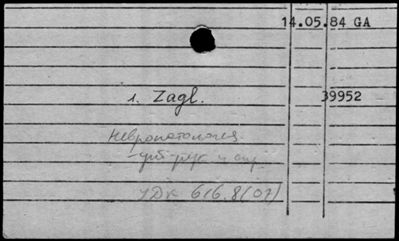 14.05.84 GA
1. Zagl. 39952
Невропатология
УДК 616.8(07)